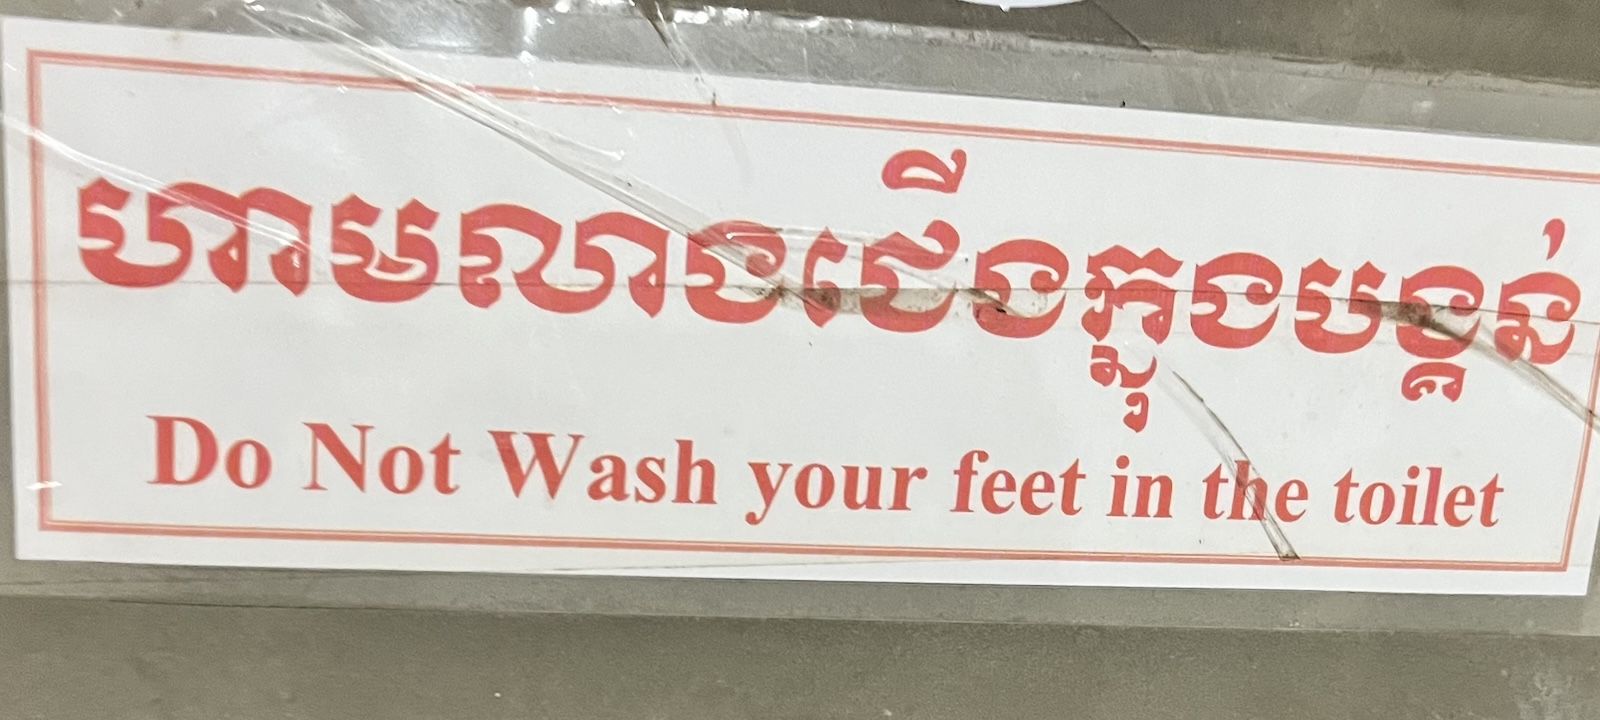 ហាមលាងជើងក្នុងបង្គន់
Do Not Wash your feet in the toilet